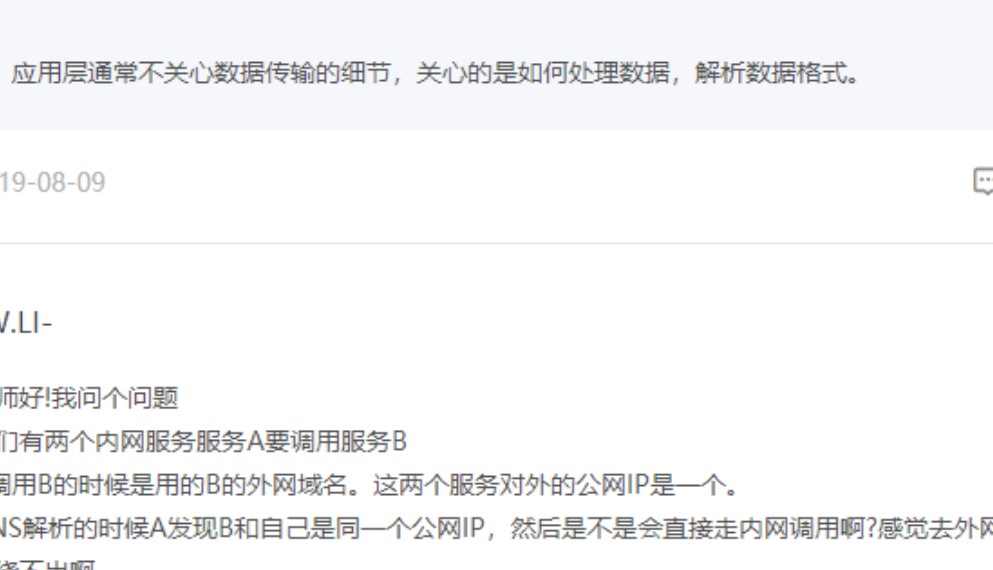 应用层通常不关心数据传输的细节，关心的是如何处理数据，解析数据格式。
19-08-09
.LI-
师好!我问个问题
们有两个内网服务服务A要调用服务B
调用B的时候是用的B的外网域名。这两个服务对外的公网IP是一个。
NS解析的时候A发现B和自己是同一个公网IP，然后是不是会直接走内网调用啊?感觉去外网